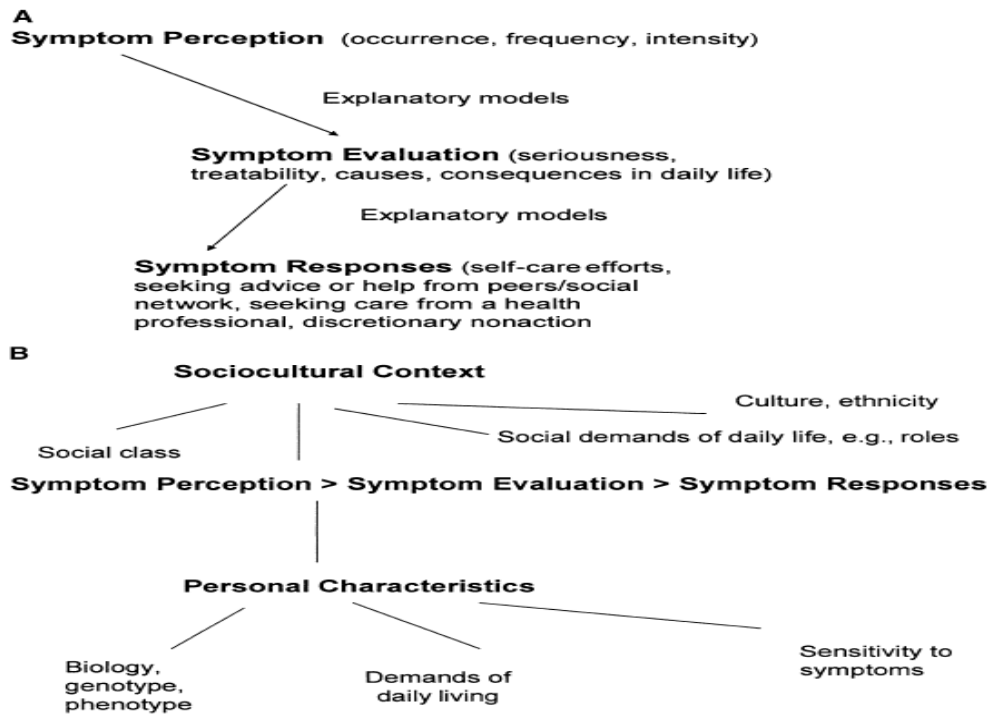 A
Symptom Perception (occurrence, frequency, intensity)
Explanatory models
Symptom Evaluation (seriousness,
treatability, causes, consequences in daily life)
Explanatory models
Symptom Responses (self-care efforts,
seeking advice or help from peers/social
network, seeking care from a health
professional, discretionary nonaction
B
Sociocultural Context
Culture, ethnicity
Social demands of daily life, e.g., roles
Social class
Symptom Perception > Symptom Evaluation > Symptom Responses
Personal Characteristics
Biology,
genotype,
phenotype
Demands of
daily living
Sensitivity to
symptoms